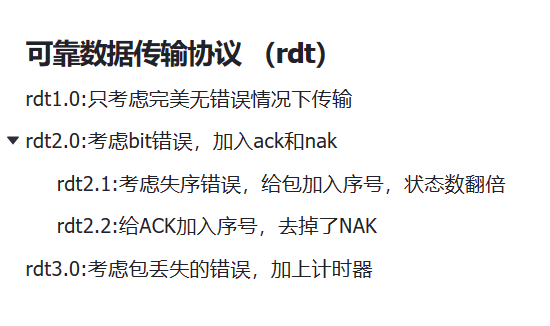 可靠数据传输协议 （rdt）
rdt1.0:只考虑完美无错误情况下传输
rdt2.0:考虑bit错误，加入ack和nak
rdt2.1:考虑失序错误，给包加入序号，状态数翻倍
rdt2.2:给ACK加入序号，去掉了NAK
rdt3.0:考虑包丢失的错误，加上计时器